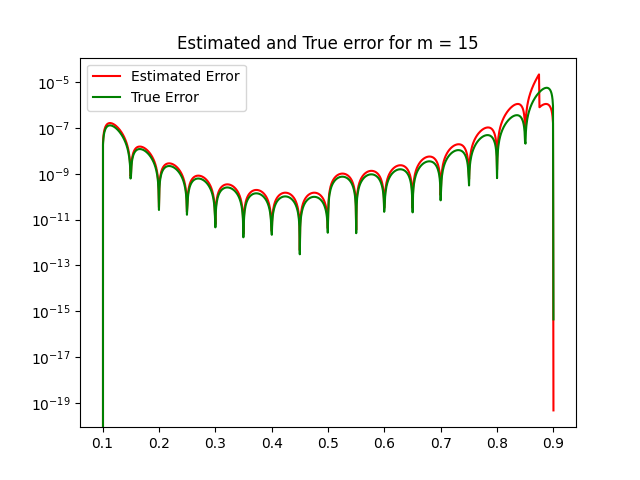 Estimated and True error for m = 15
Estimated Error
True Error
10⁻⁵
10⁻⁷
10⁻⁹
10⁻¹¹
10⁻¹³
10⁻¹⁵
10⁻¹⁷
10⁻¹⁹
0.1 0.2 0.3 0.4 0.5 0.6 0.7 0.8 0.9